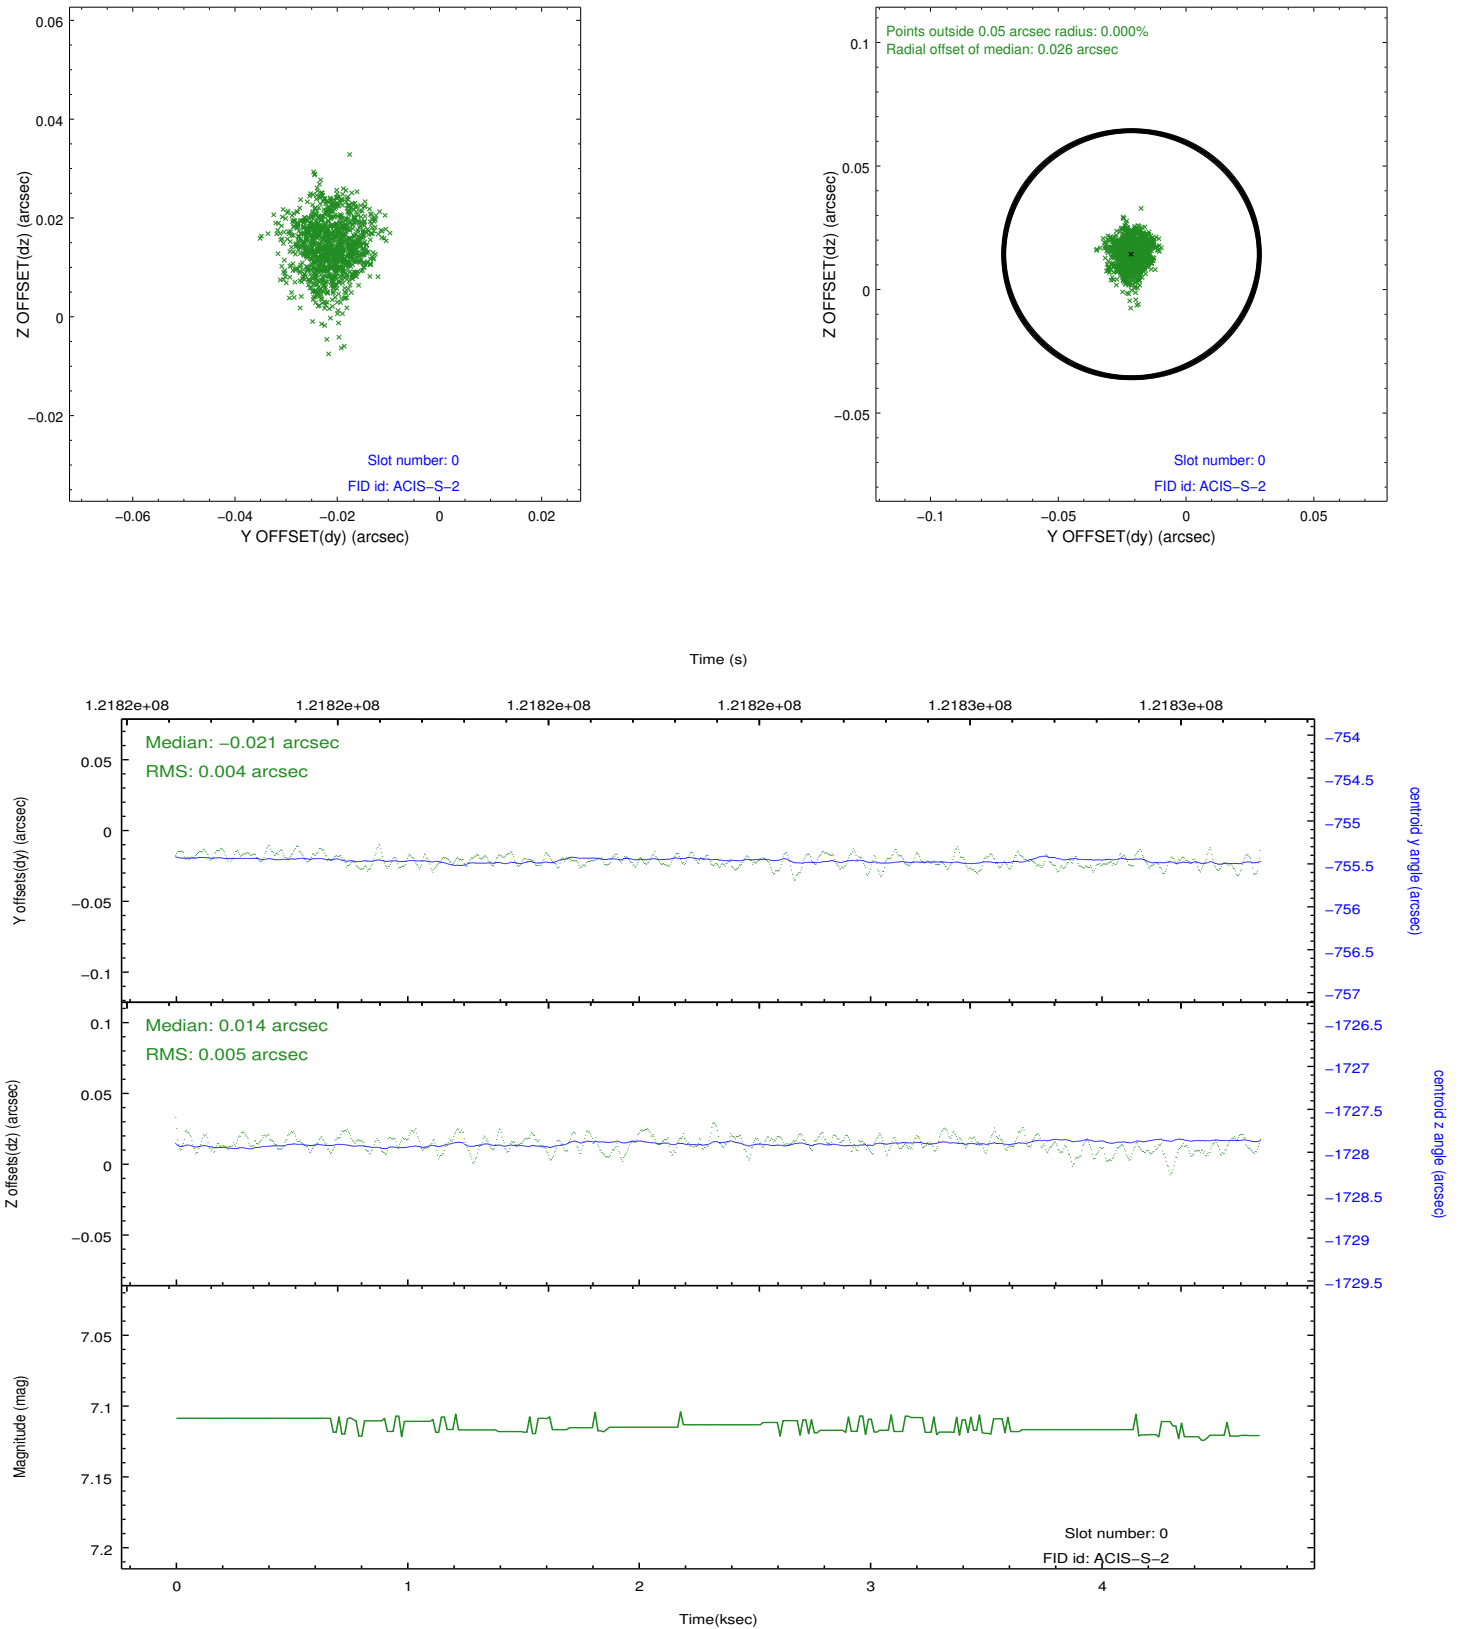 0.06
0.04
0.02
0
−0.02
Z OFFSET(dz) (arcsec)
Slot number: 0
FID id: ACIS−S−2
−0.06
−0.04
−0.02
0
0.02
Y OFFSET(dy) (arcsec)
Points outside 0.05 arcsec radius: 0.000%
Radial offset of median: 0.026 arcsec
0.1
0.05
0
−0.05
Z OFFSET(dz) (arcsec)
Slot number: 0
FID id: ACIS−S−2
−0.1
−0.05
0
0.05
Y OFFSET(dy) (arcsec)
Time (s)
1.2182e+08
1.2182e+08
1.2182e+08
1.2182e+08
1.2183e+08
1.2183e+08
Median: −0.021 arcsec
RMS: 0.004 arcsec
0.05
0
−0.05
−0.1
Y offsets(dy) (arcsec)
−754
−754.5
−755
−755.5
−756
−756.5
−757
centroid y angle (arcsec)
Median: 0.014 arcsec
RMS: 0.005 arcsec
0.1
0.05
0
−0.05
Z offsets(dz) (arcsec)
−1726.5
−1727
−1727.5
−1728
−1728.5
−1729
−1729.5
centroid z angle (arcsec)
7.05
7.1
7.15
7.2
Magnitude (mag)
Slot number: 0
FID id: ACIS−S−2
0
1
2
3
4
Time(ksec)